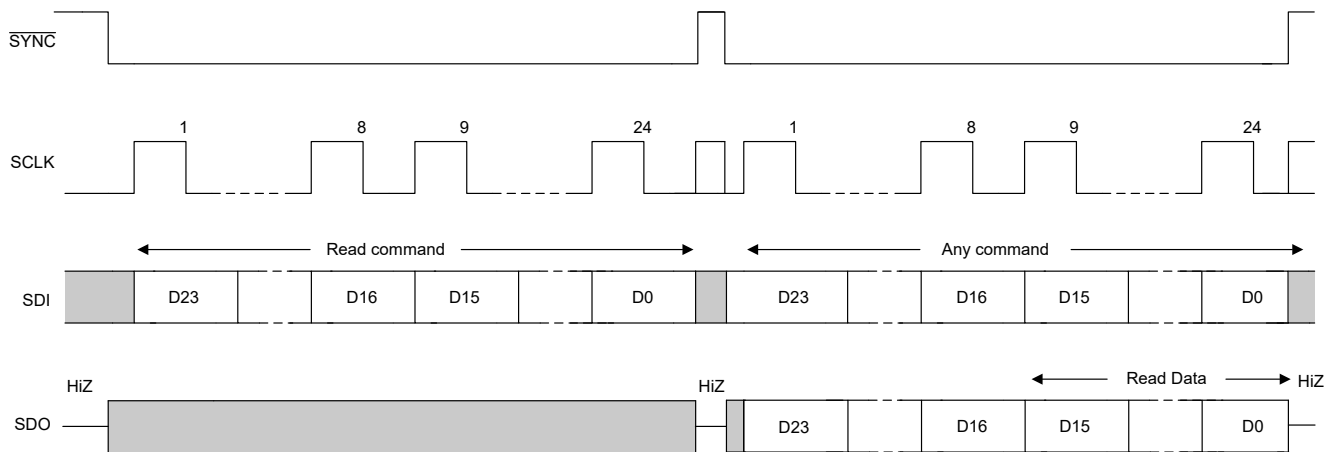 SYNC
1 8 9 24 1 8 9 24
SCLK
Read command Any command
SDI D23 D16 D15 D0 D23 D16 D15 D0
HiZ HiZ Read Data HiZ
SDO D23 D16 D15 D0